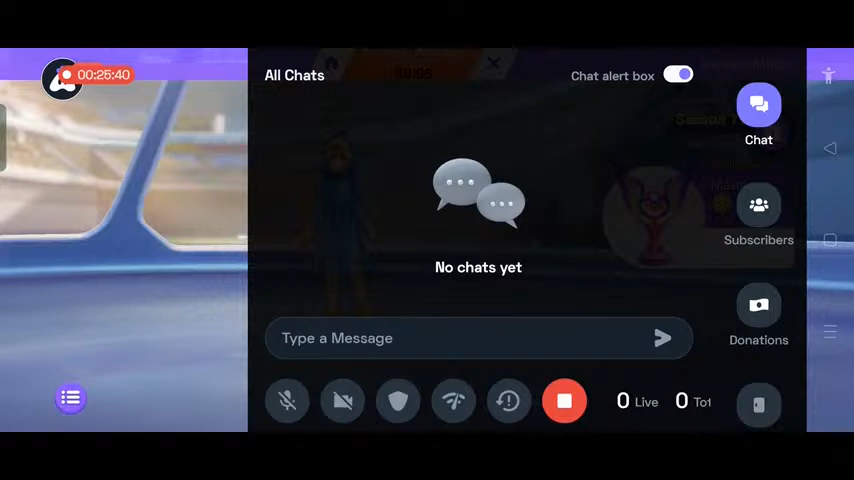 00:25:40
All Chats
Chat alert box
Chat
No chats yet
Subscribers
Donations
Type a Message
0 Live
0 Tot